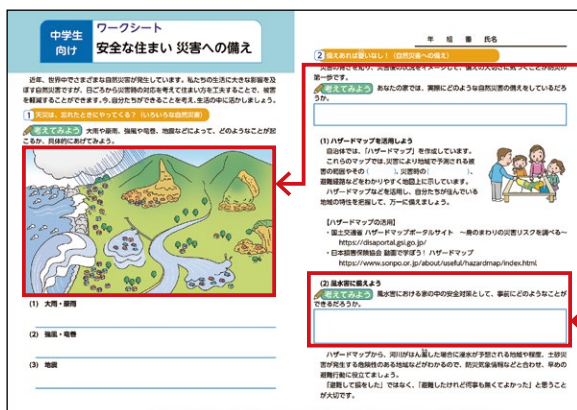 中学生
向け
ワークシート
安全な住まい 災害への備え
近年、世界中でさまざまな自然災害が発生しています。私たちの生活に大きな影響を及
ぼす自然災害ですが、日ごろから災害時の対応を考えて住まい方を工夫することで、被害
を軽減することができます。今、自分たちができることを考え、生活の中に活かしましょう。
1 天災は、忘れたときにやってくる?(いろいろな自然災害)
考えてみよう 大雨や豪雨、強風や竜巻、地震などによって、どのようなことが起
こるか、具体的にあげてみよう。
(1) 大雨・豪雨
(2) 強風・竜巻
(3) 地震
年 組 番 氏名
2 備えあれば憂いなし!(自然災害への備え)
第一歩です。
考えてみよう あなたの家では、実際にどのような自然災害の備えをしているだろ
うか。
(1) ハザードマップを活用しよう
自治体では、「ハザードマップ」を作成しています。
これらのマップでは、災害により地域で予測される被
害の範囲やその( )、災害時の( )、
避難経路などをわかりやすく地図上に示しています。
ハザードマップなどを活用し、自分たちが住んでいる
地域の特性を把握して、万一に備えましょう。
【ハザードマップの活用】
・国土交通省 ハザードマップポータルサイト ～身のまわりの災害リスクを調べる～
https://disaportal.gsi.go.jp/
・日本損害保険協会 動画で学ぼう! ハザードマップ
https://www.sonpo.or.jp/about/useful/hazardmap/index.html
(2) 風水害に備えよう
考えてみよう 風水害における家の中の安全対策として、事前にどのようなことが
できるだろうか。
ハザードマップから、河川がはん濫した場合に浸水が予想される地域や程度、土砂災
害が発生する危険性のある地域などがわかるので、防災気象情報などと合わせ、早めの
避難行動に役立てましょう。
「避難して損をした」ではなく、「避難したけれど何事も無くてよかった」と思うこと
が大切です。